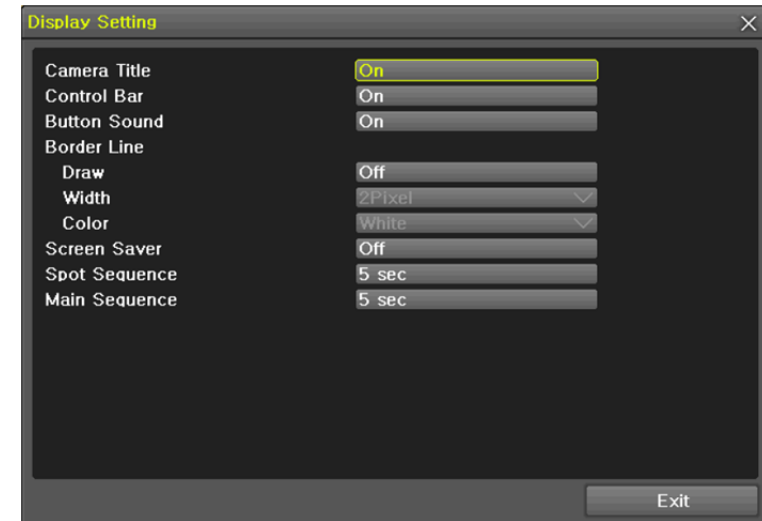 Display Setting
Camera Title On
Control Bar On
Button Sound On
Border Line
Draw Off
Width 2Pixel
Color White
Screen Saver Off
Spot Sequence 5 sec
Main Sequence 5 sec
Exit